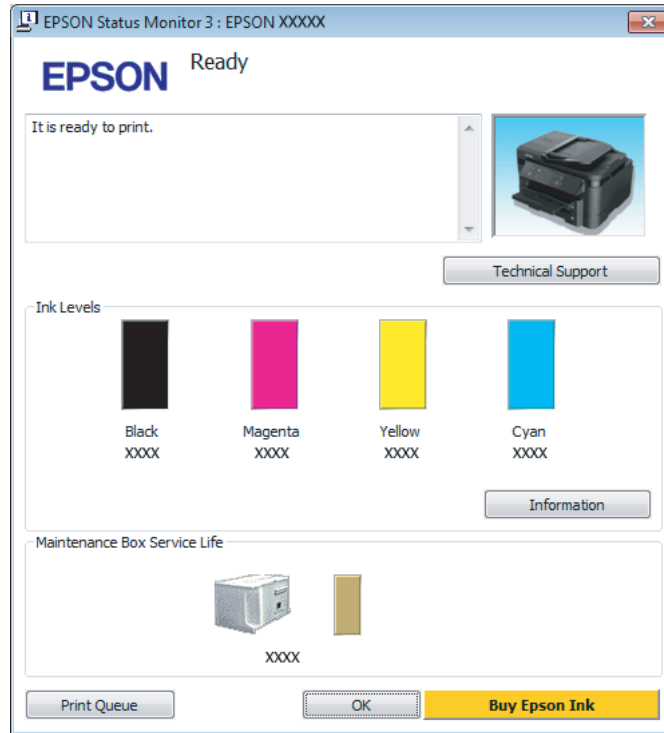 EPSON Status Monitor 3 : EPSON XXXXX
EPSON
Ready
It is ready to print.
Technical Support
Ink Levels
Black Magenta Yellow Cyan
XXXX XXXX XXXX XXXX
Information
Maintenance Box Service Life
XXXX
Print Queue OK Buy Epson Ink